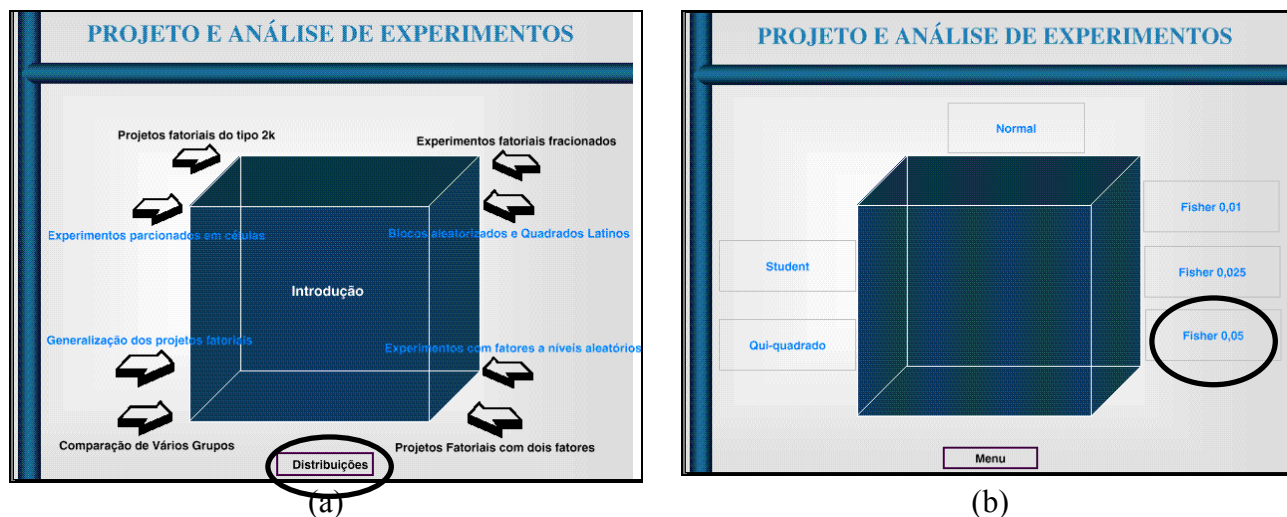 PROJETO E ANÁLISE DE EXPERIMENTOS
Projetos fatoriais do tipo 2k
Experimentos fatoriais fracionados
Experimentos parcionados em células
Blocos aleatorizados e Quadrados Latinos
Introdução
Generalização dos projetos fatoriais
Experimentos com fatores a níveis aleatórios
Comparação de Vários Grupos
Projetos Fatoriais com dois fatores
Distribuições
(a)
PROJETO E ANÁLISE DE EXPERIMENTOS
Normal
Fisher 0,01
Student
Fisher 0,025
Qui-quadrado
Fisher 0,05
Menu
(b)